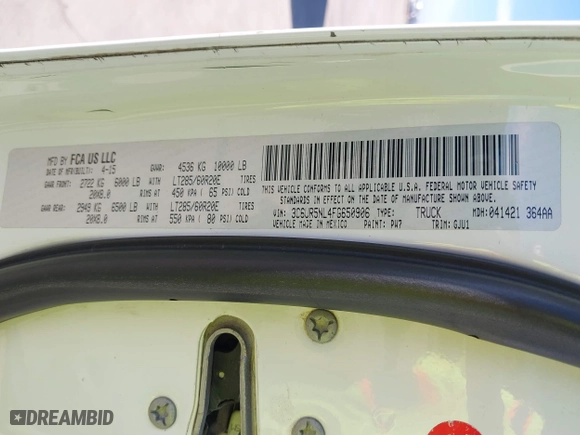 MFD BY FCA US LLC
DATE OF MFR/BUILT: 4-15 GVWR: 4536 KG 10000 LB
GAWR FRONT: 2722 KG 6000 LB WITH LT285/60R20E TIRES
20X8.0 RIMS AT 450 KPA ( 65 PSI) COLD
GAWR REAR: 2949 KG 6500 LB WITH LT285/60R20E TIRES
20X8.0 RIMS AT 550 KPA ( 80 PSI) COLD
THIS VEHICLE CONFORMS TO ALL APPLICABLE U.S.A. FEDERAL MOTOR VEHICLE SAFETY
STANDARDS IN EFFECT ON THE DATE OF MANUFACTURE SHOWN ABOVE.
VIN: 3C6UR5NL4FG650906 TYPE: TRUCK MDH: 041421 364AA
VEHICLE MADE IN MEXICO PAINT: PW7 TRIM: GJU1
DREAMBID